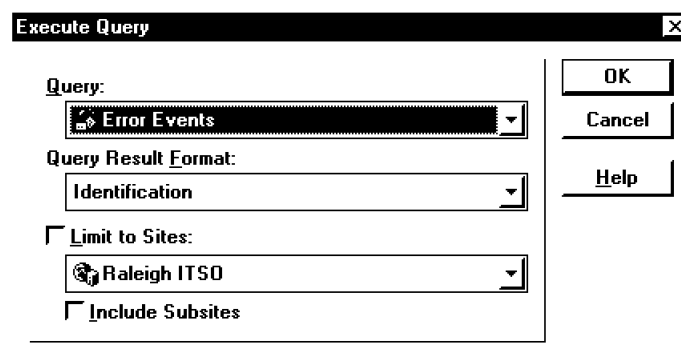 Execute Query
Query:
Error Events
Query Result Format:
Identification
Limit to Sites:
Raleigh ITSO
Include Subsites
OK
Cancel
Help